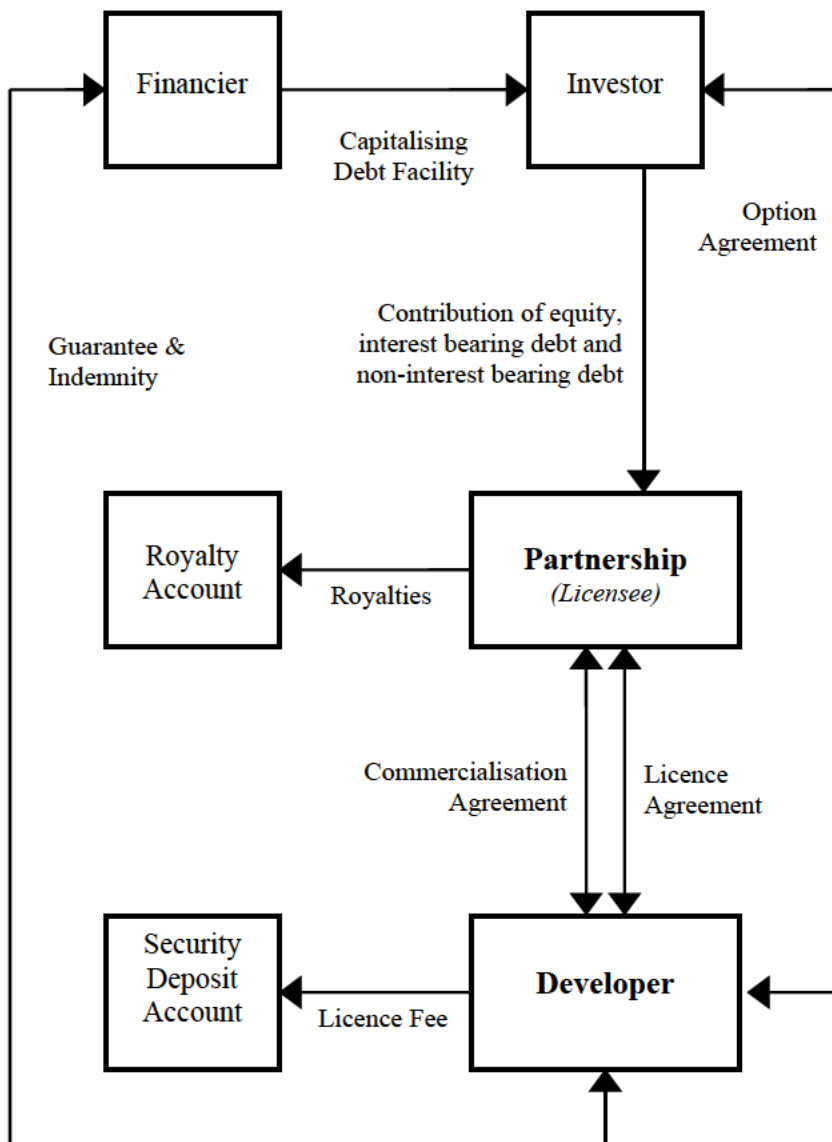 Financier
Investor
Capitalising
Debt Facility
Option
Agreement
Contribution of equity,
interest bearing debt and
non-interest bearing debt
Guarantee &
Indemnity
Royalty
Account
Royalties
Partnership
(Licensee)
Commercialisation
Agreement
Licence
Agreement
Security
Deposit
Account
Licence Fee
Developer